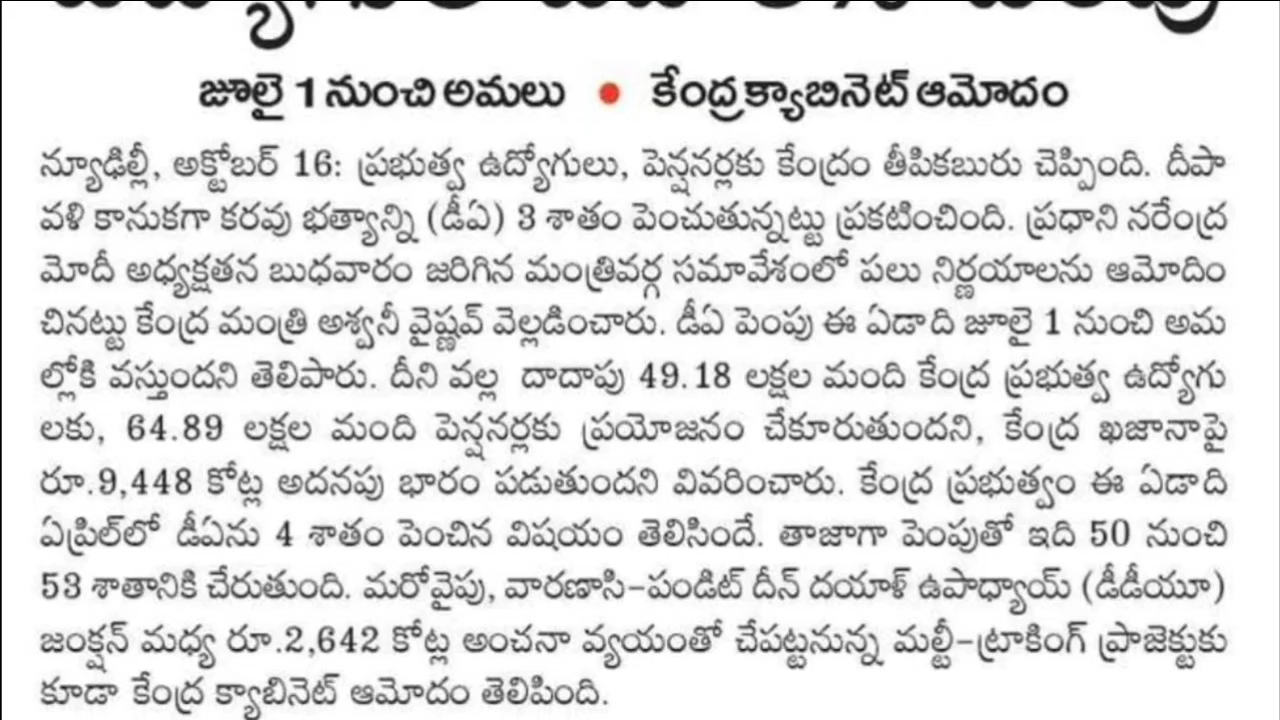 జూలై 1 నుంచి అమలు ● కేంద్ర క్యాబినెట్ ఆమోదం
న్యూఢిల్లీ, అక్టోబర్ 16: ప్రభుత్వ ఉద్యోగులు, పెన్షనర్లకు కేంద్రం తీపికబురు చెప్పింది. దీపా
వళి కానుకగా కరవు భత్యాన్ని (డీఏ) 3 శాతం పెంచుతున్నట్టు ప్రకటించింది. ప్రధాని నరేంద్ర
మోదీ అధ్యక్షతన బుధవారం జరిగిన మంత్రివర్గ సమావేశంలో పలు నిర్ణయాలను ఆమోదిం
చినట్టు కేంద్ర మంత్రి అశ్వనీ వైష్ణవ్ వెల్లడించారు. డీఏ పెంపు ఈ ఏడాది జూలై 1 నుంచి అమ
ల్లోకి వస్తుందని తెలిపారు. దీని వల్ల దాదాపు 49.18 లక్షల మంది కేంద్ర ప్రభుత్వ ఉద్యోగు
లకు, 64.89 లక్షల మంది పెన్షనర్లకు ప్రయోజనం చేకూరుతుందని, కేంద్ర ఖజానాపై
రూ.9,448 కోట్ల అదనపు భారం పడుతుందని వివరించారు. కేంద్ర ప్రభుత్వం ఈ ఏడాది
ఏప్రిల్‌లో డీఏను 4 శాతం పెంచిన విషయం తెలిసిందే. తాజాగా పెంపుతో ఇది 50 నుంచి
53 శాతానికి చేరుతుంది. మరోవైపు, వారణాసి-పండిట్ దీన్ దయాళ్ ఉపాధ్యాయ్ (డీడీయూ)
జంక్షన్ మధ్య రూ.2,642 కోట్ల అంచనా వ్యయంతో చేపట్టనున్న మల్టీ-ట్రాకింగ్ ప్రాజెక్టుకు
కూడా కేంద్ర క్యాబినెట్ ఆమోదం తెలిపింది.